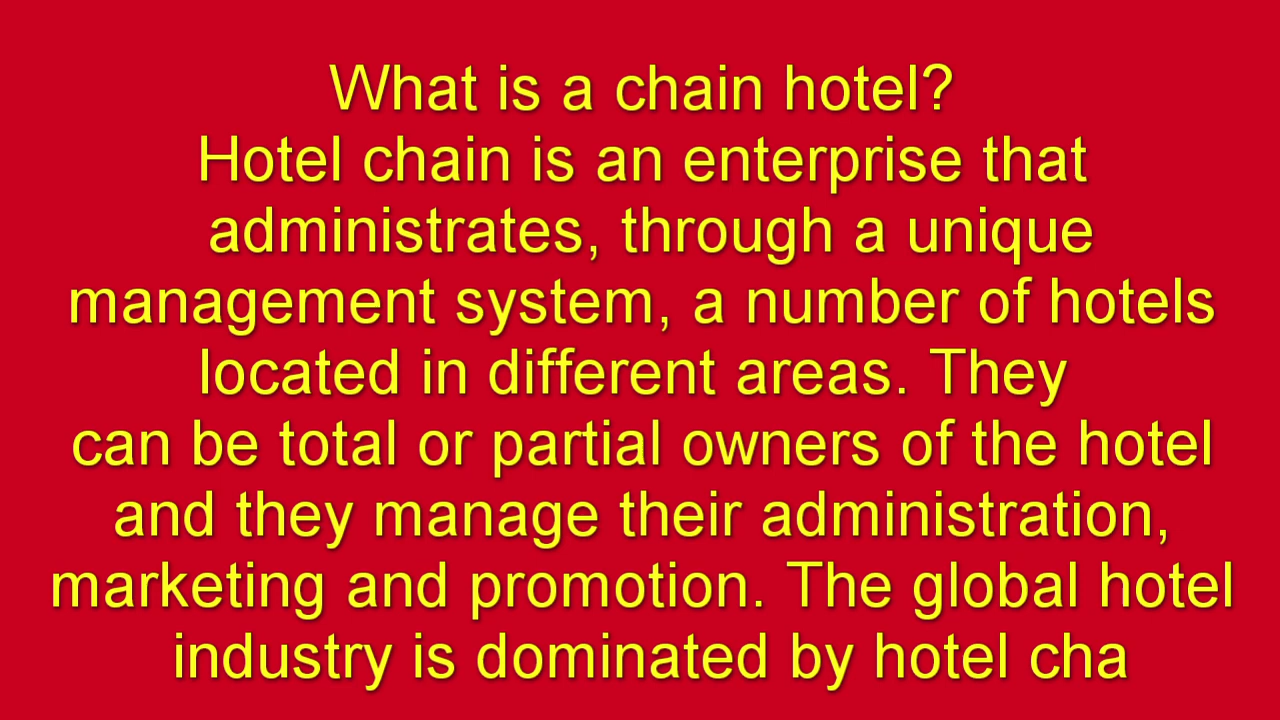 What is a chain hotel?
Hotel chain is an enterprise that
administrates, through a unique
management system, a number of hotels
located in different areas. They
can be total or partial owners of the hotel
and they manage their administration,
marketing and promotion. The global hotel
industry is dominated by hotel cha